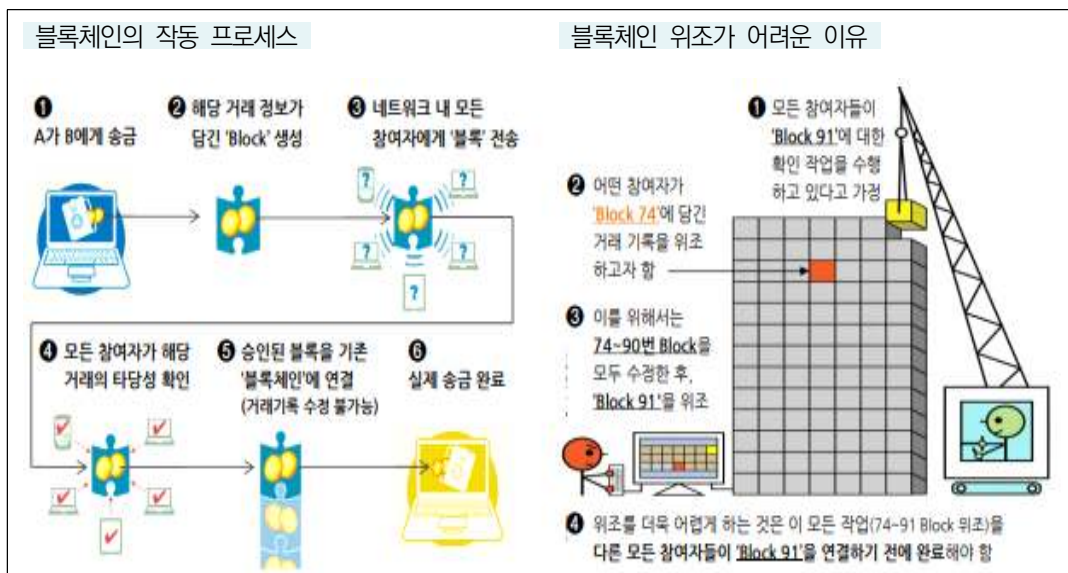 블록체인의 작동 프로세스
❶
A가 B에게 송금
❷ 해당 거래 정보가
담긴 'Block' 생성
❸ 네트워크 내 모든
참여자에게 '블록' 전송
?
?
?
?
?
❹ 모든 참여자가 해당
거래의 타당성 확인
❺ 승인된 블록을 기존
'블록체인'에 연결
(거래기록 수정 불가능)
❻
실제 송금 완료
블록체인 위조가 어려운 이유
❶ 모든 참여자들이
'Block 91'에 대한
확인 작업을 수행
하고 있다고 가정
❷ 어떤 참여자가
'Block 74'에 담긴
거래 기록을 위조
하고자 함
❸ 이를 위해서는
74~90번 Block을
모두 수정한 후,
'Block 91'을 위조
❹ 위조를 더욱 어렵게 하는 것은 이 모든 작업(74~91 Block 위조)을
다른 모든 참여자들이 'Block 91'을 연결하기 전에 완료해야 함